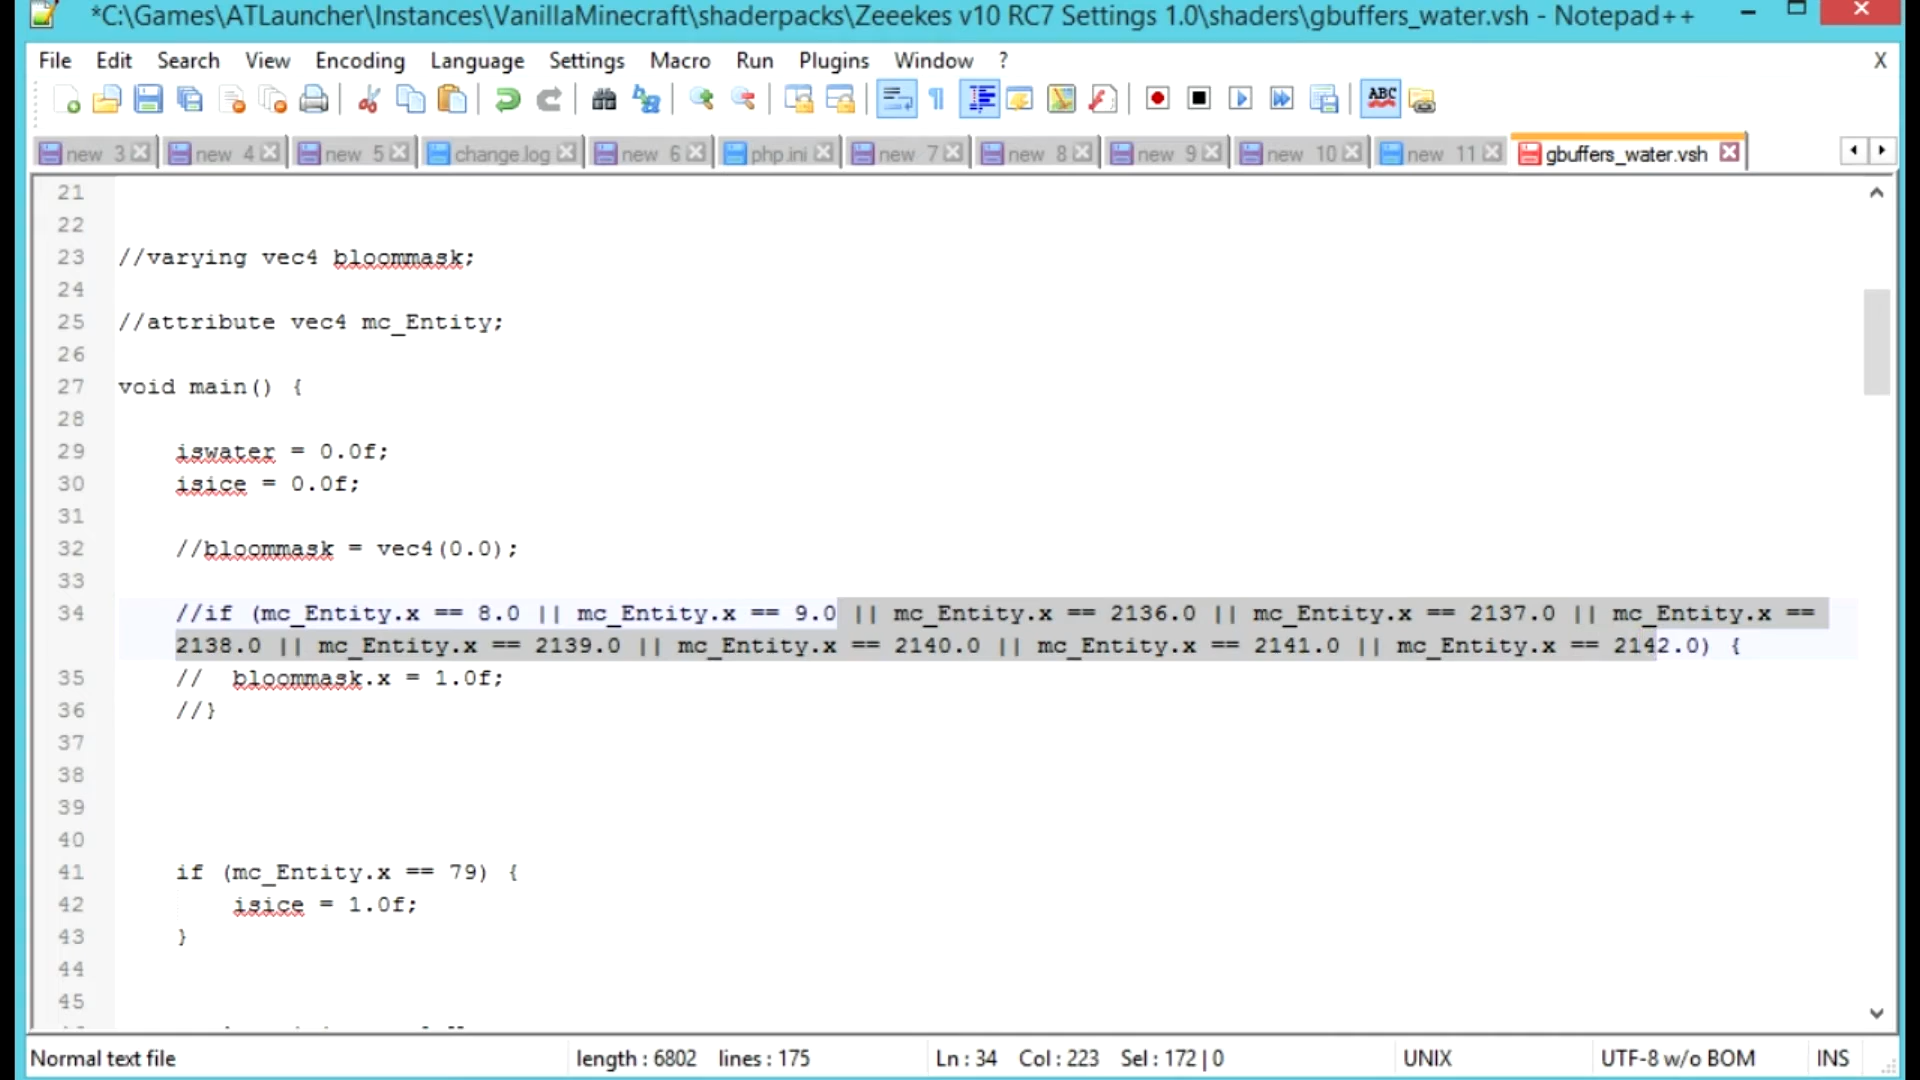 *C:\Games\ATLauncher\Instances\VanillaMinecraft\shaderpacks\Zeeekes v10 RC7 Settings 1.0\shaders\gbuffers_water.vsh - Notepad++
File Edit Search View Encoding Language Settings Macro Run Plugins Window ? X
ABC
new 3 new 4 new 5 change.log new 6 php.ini new 7 new 8 new 9 new 10 new 11 gbuffers_water.vsh
21
22
23 //varying vec4 bloommask;
24
25 //attribute vec4 mc_Entity;
26
27 void main() {
28
29 iswater = 0.0f;
30 isice = 0.0f;
31
32 //bloommask = vec4(0.0);
33
34 //if (mc_Entity.x == 8.0 || mc_Entity.x == 9.0 || mc_Entity.x == 2136.0 || mc_Entity.x == 2137.0 || mc_Entity.x ==
2138.0 || mc_Entity.x == 2139.0 || mc_Entity.x == 2140.0 || mc_Entity.x == 2141.0 || mc_Entity.x == 2142.0) {
35 // bloommask.x = 1.0f;
36 //}
37
38
39
40
41 if (mc_Entity.x == 79) {
42 isice = 1.0f;
43 }
44
45
Normal text file length : 6802 lines : 175 Ln : 34 Col : 223 Sel : 172 | 0 UNIX UTF-8 w/o BOM INS